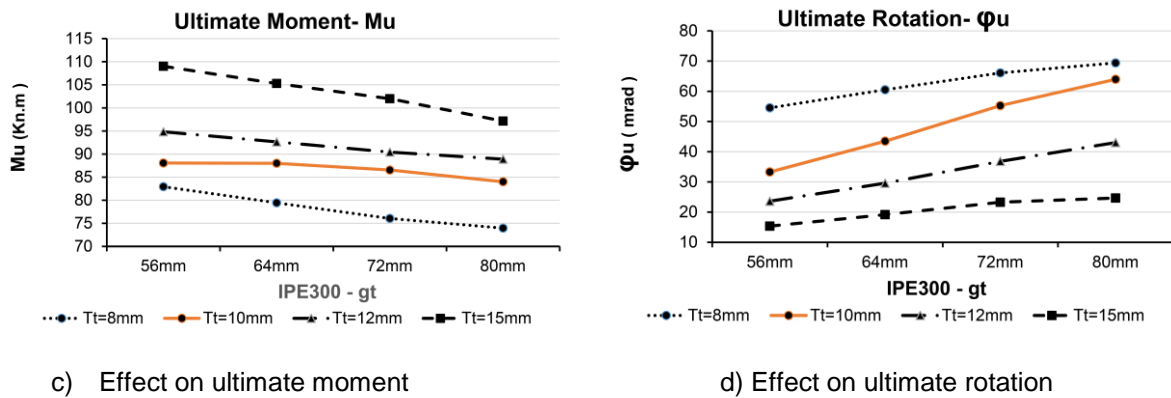 Ultimate Moment- Mu
Mu (Kn.m)
115
110
105
100
95
90
85
80
75
70
56mm 64mm 72mm 80mm
IPE300 - gt
Tt=8mm Tt=10mm Tt=12mm Tt=15mm
c) Effect on ultimate moment
Ultimate Rotation- φu
φu ( mrad )
80
70
60
50
40
30
20
10
56mm 64mm 72mm 80mm
IPE300 - gt
Tt=8mm Tt=10mm Tt=12mm Tt=15mm
d) Effect on ultimate rotation